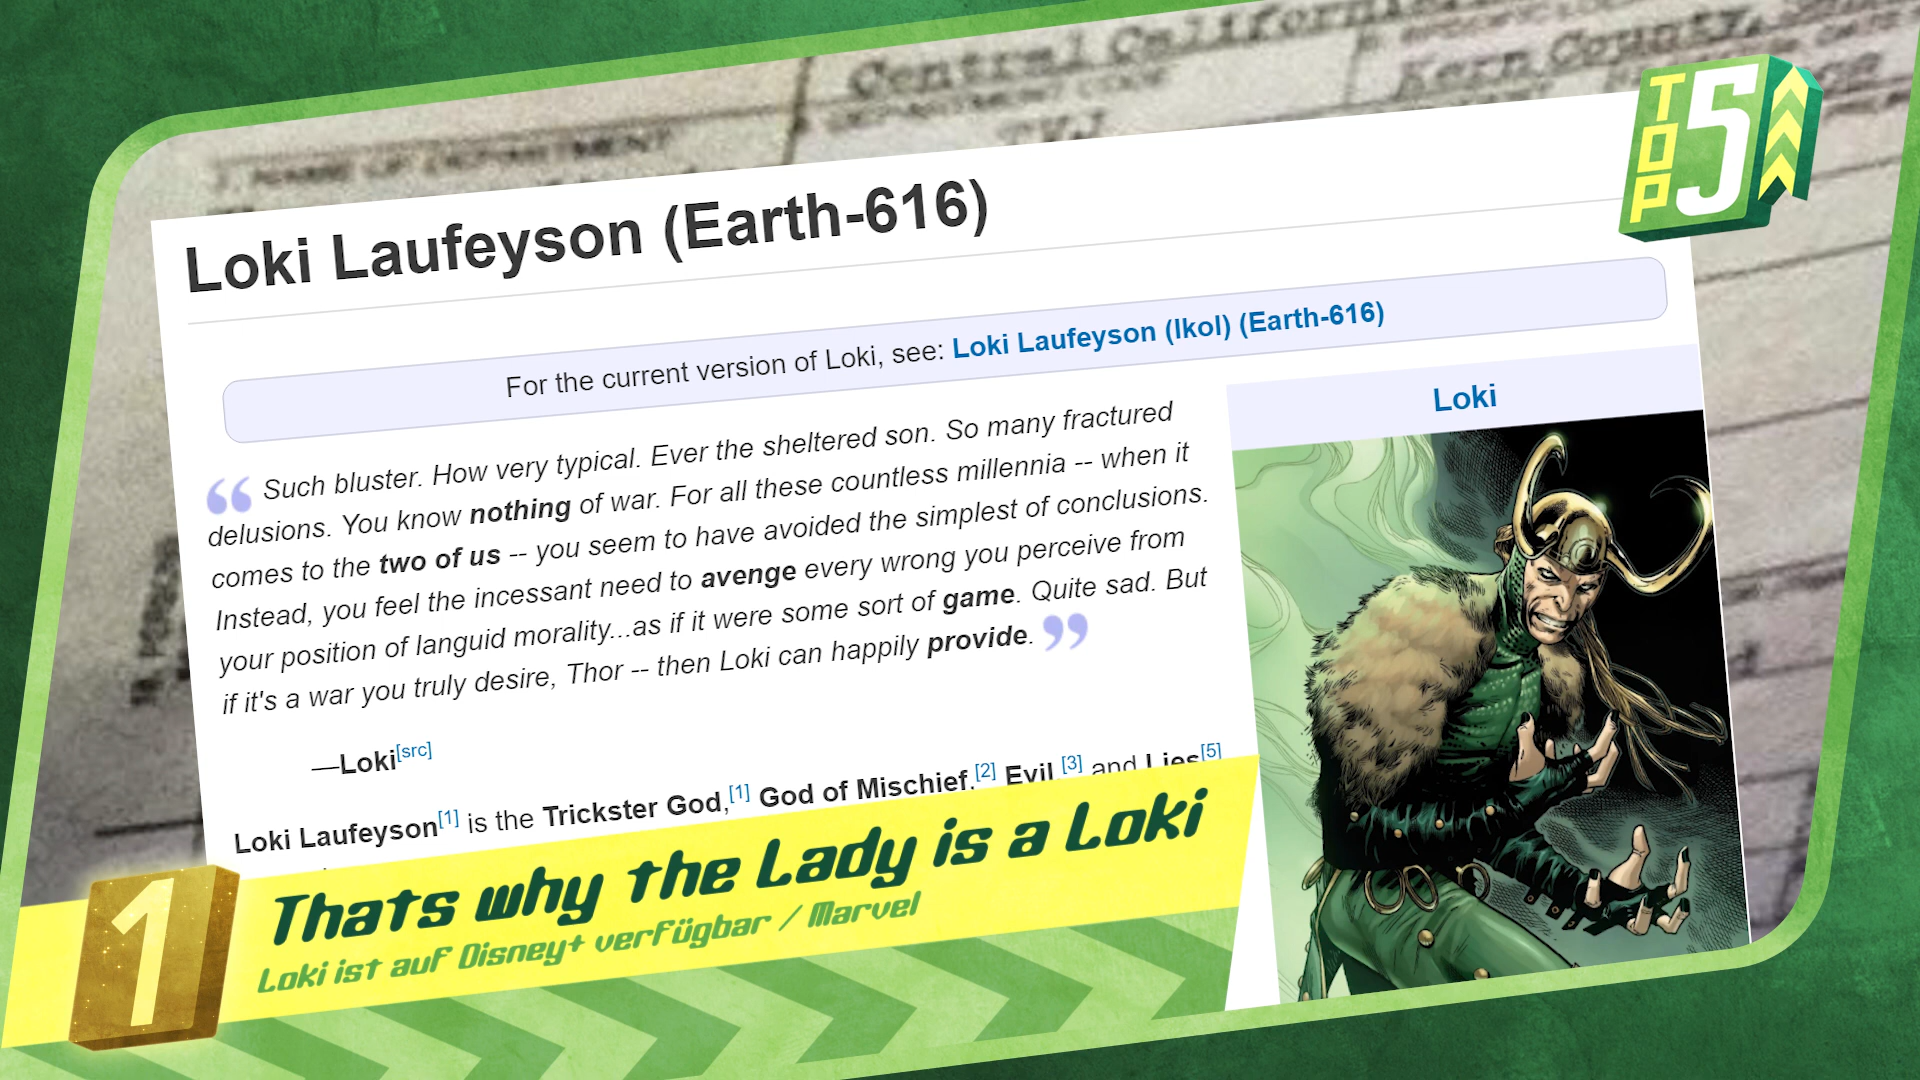 Central California
Kern County,
TOP 5
Loki Laufeyson (Earth-616)
For the current version of Loki, see: Loki Laufeyson (Ikol) (Earth-616)
Loki
“ Such bluster. How very typical. Ever the sheltered son. So many fractured
delusions. You know nothing of war. For all these countless millennia -- when it
comes to the two of us -- you seem to have avoided the simplest of conclusions.
Instead, you feel the incessant need to avenge every wrong you perceive from
your position of languid morality...as if it were some sort of game. Quite sad. But
if it's a war you truly desire, Thor -- then Loki can happily provide. ”
—Loki[src]
Loki Laufeyson[1] is the Trickster God,[1] God of Mischief,[2] Evil,[3] and Lies[5]
1
Thats why the Lady is a Loki
Loki ist auf Disney+ verfügbar / Marvel